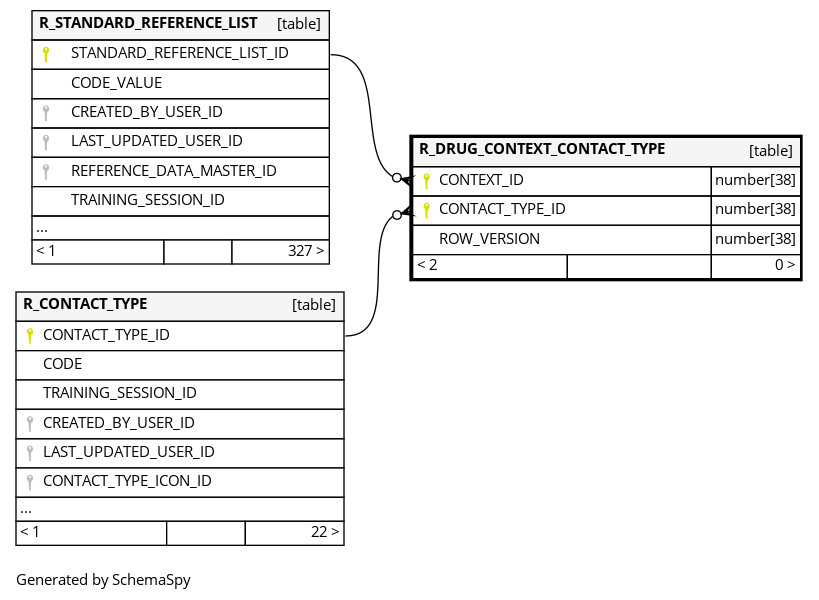 R_STANDARD_REFERENCE_LIST [table]
STANDARD_REFERENCE_LIST_ID
CODE_VALUE
CREATED_BY_USER_ID
LAST_UPDATED_USER_ID
REFERENCE_DATA_MASTER_ID
TRAINING_SESSION_ID
...
< 1 327 >
R_DRUG_CONTEXT_CONTACT_TYPE [table]
CONTEXT_ID number[38]
CONTACT_TYPE_ID number[38]
ROW_VERSION number[38]
< 2 0 >
R_CONTACT_TYPE [table]
CONTACT_TYPE_ID
CODE
TRAINING_SESSION_ID
CREATED_BY_USER_ID
LAST_UPDATED_USER_ID
CONTACT_TYPE_ICON_ID
...
< 1 22 >
Generated by SchemaSpy